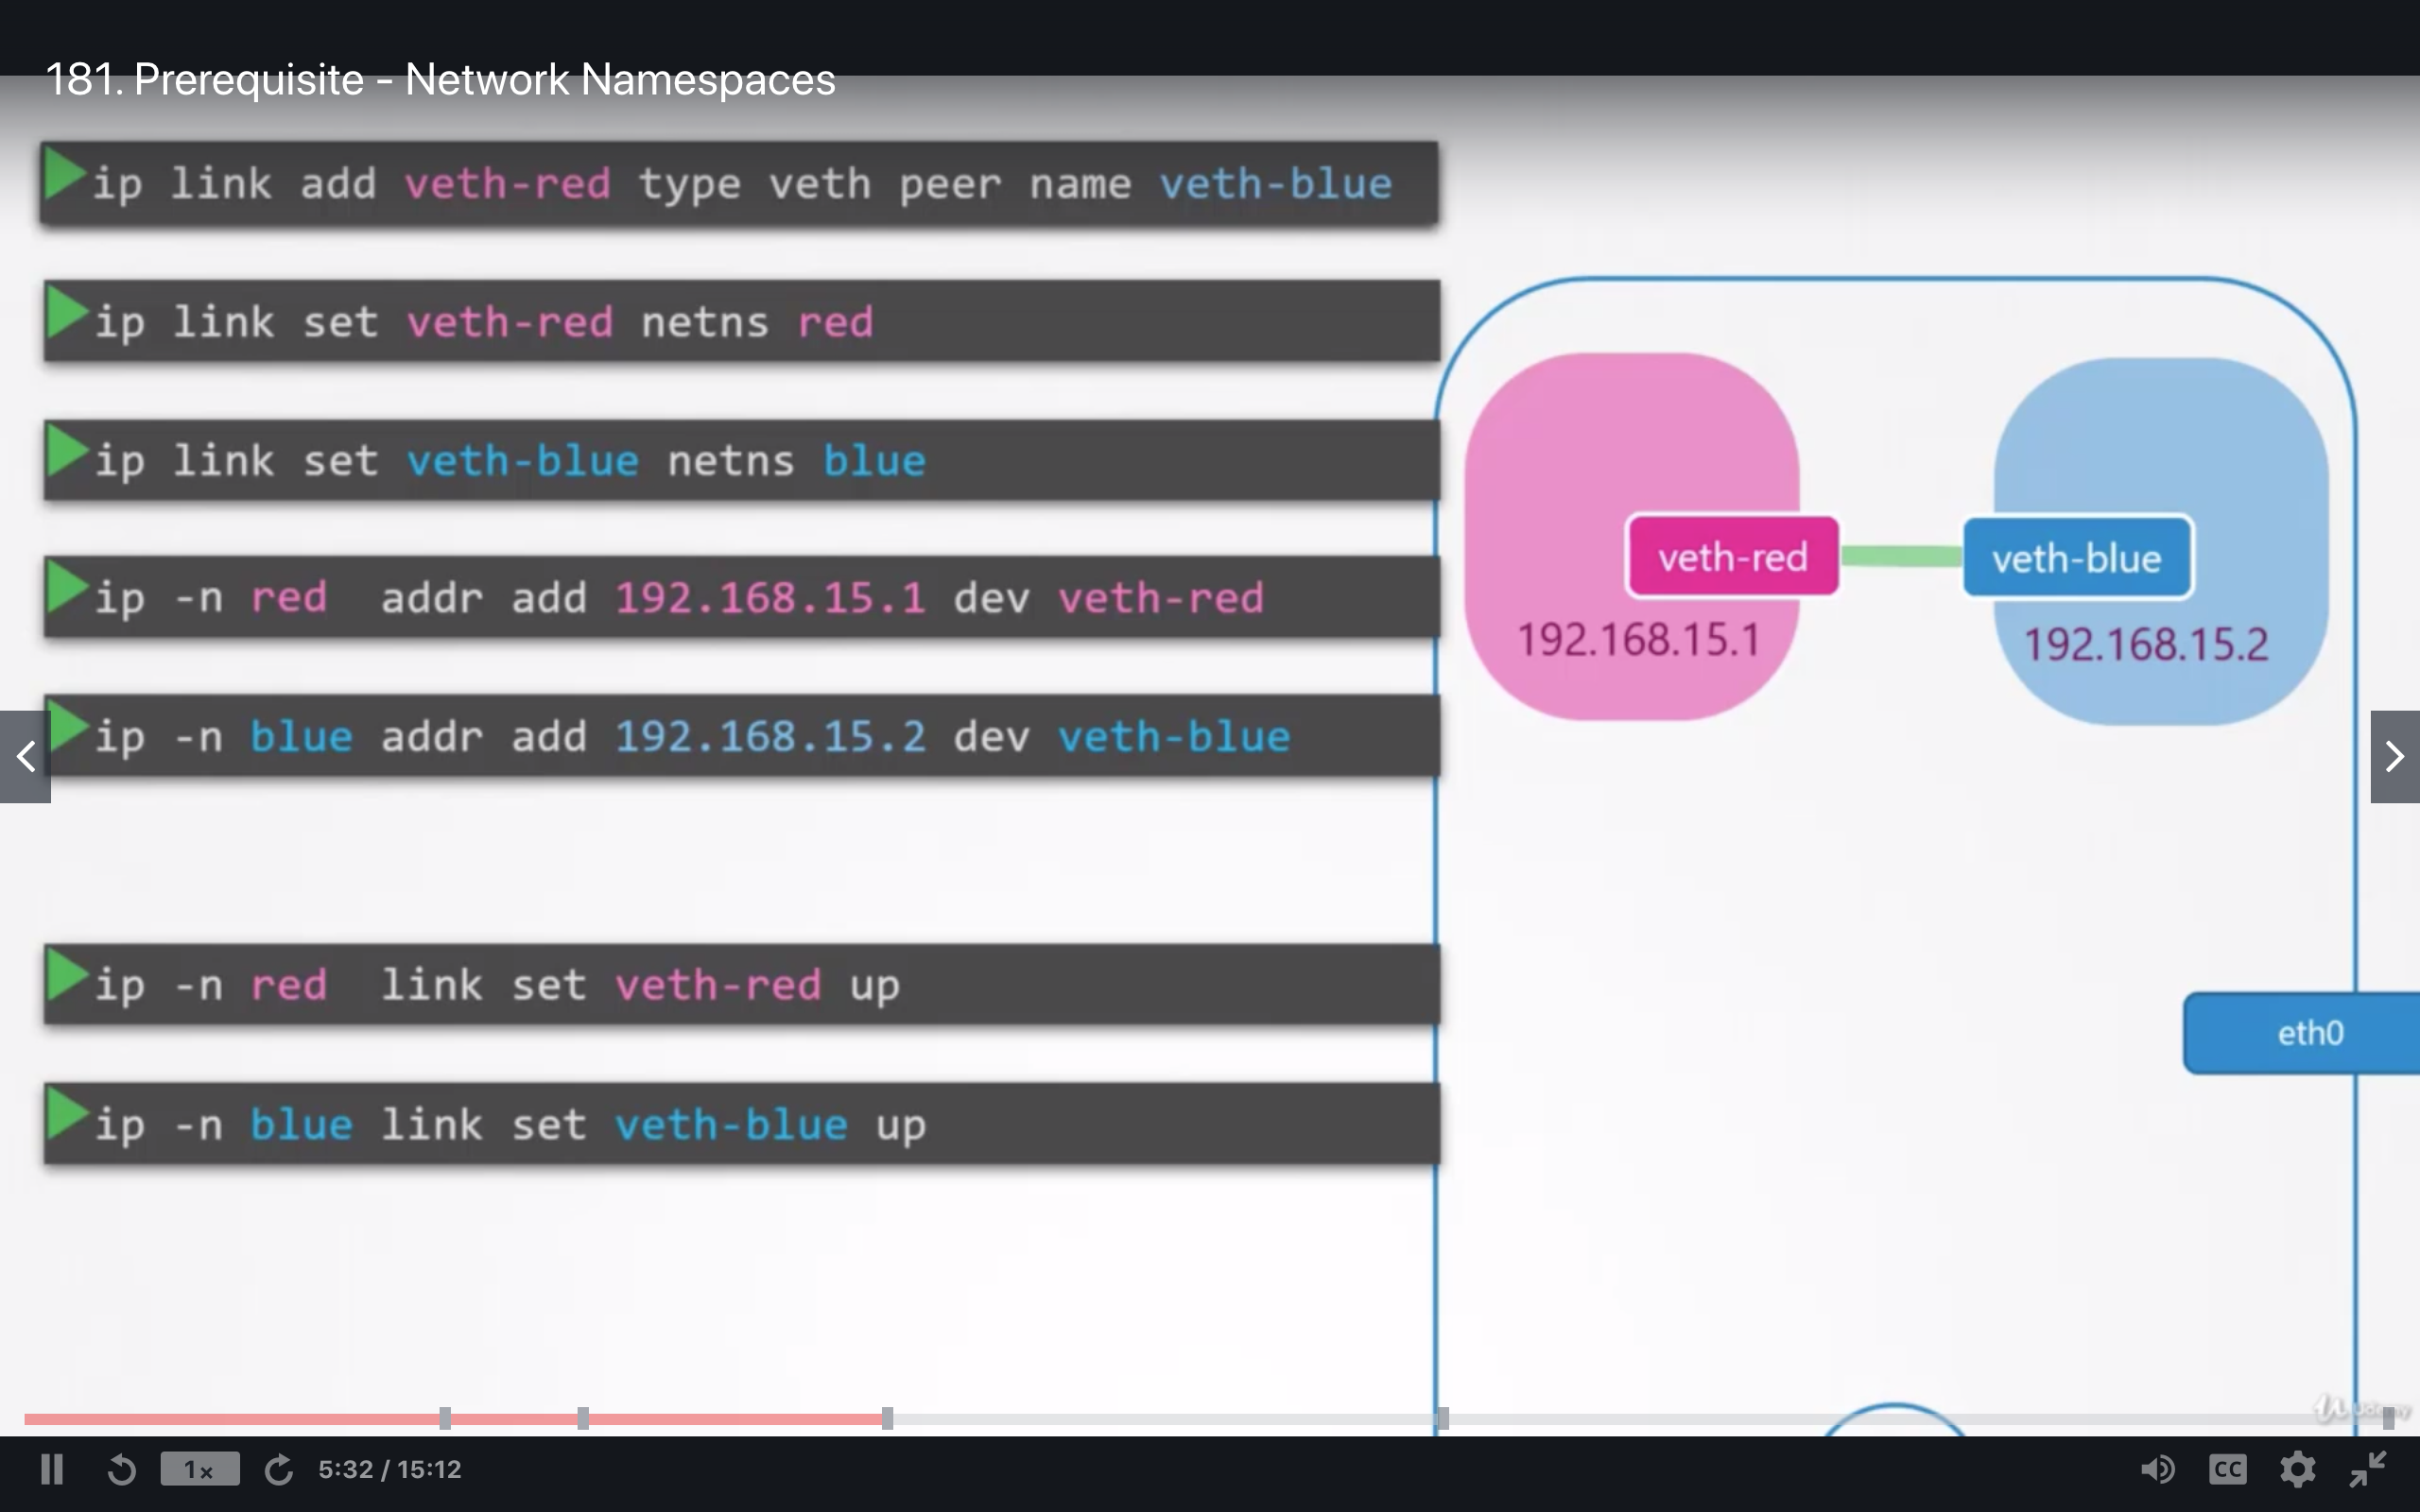 181. Prerequisite - Network Namespaces
ip link add veth-red type veth peer name veth-blue
ip link set veth-red netns red
ip link set veth-blue netns blue
ip -n red addr add 192.168.15.1 dev veth-red
ip -n blue addr add 192.168.15.2 dev veth-blue
ip -n red link set veth-red up
ip -n blue link set veth-blue up
veth-red
veth-blue
192.168.15.1
192.168.15.2
eth0
Udemy
1x
5:32 / 15:12
CC